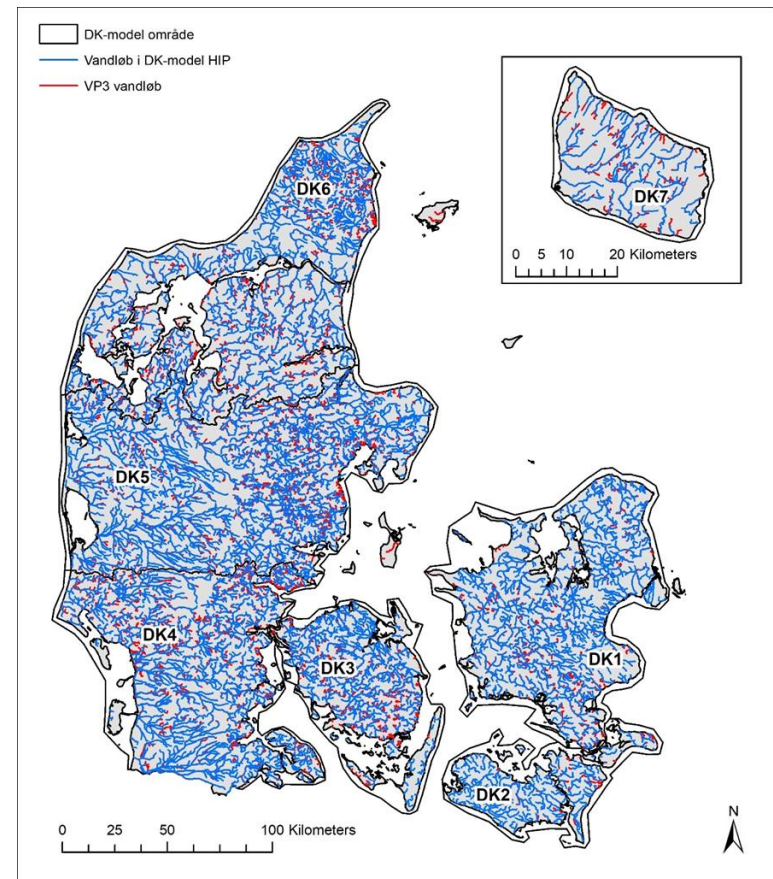 DK-model område
Vandløb i DK-model HIP
VP3 vandløb
DK6
DK7
0 5 10 20 Kilometers
DK5
DK4
DK3
DK1
DK2
N
0 25 50 100 Kilometers